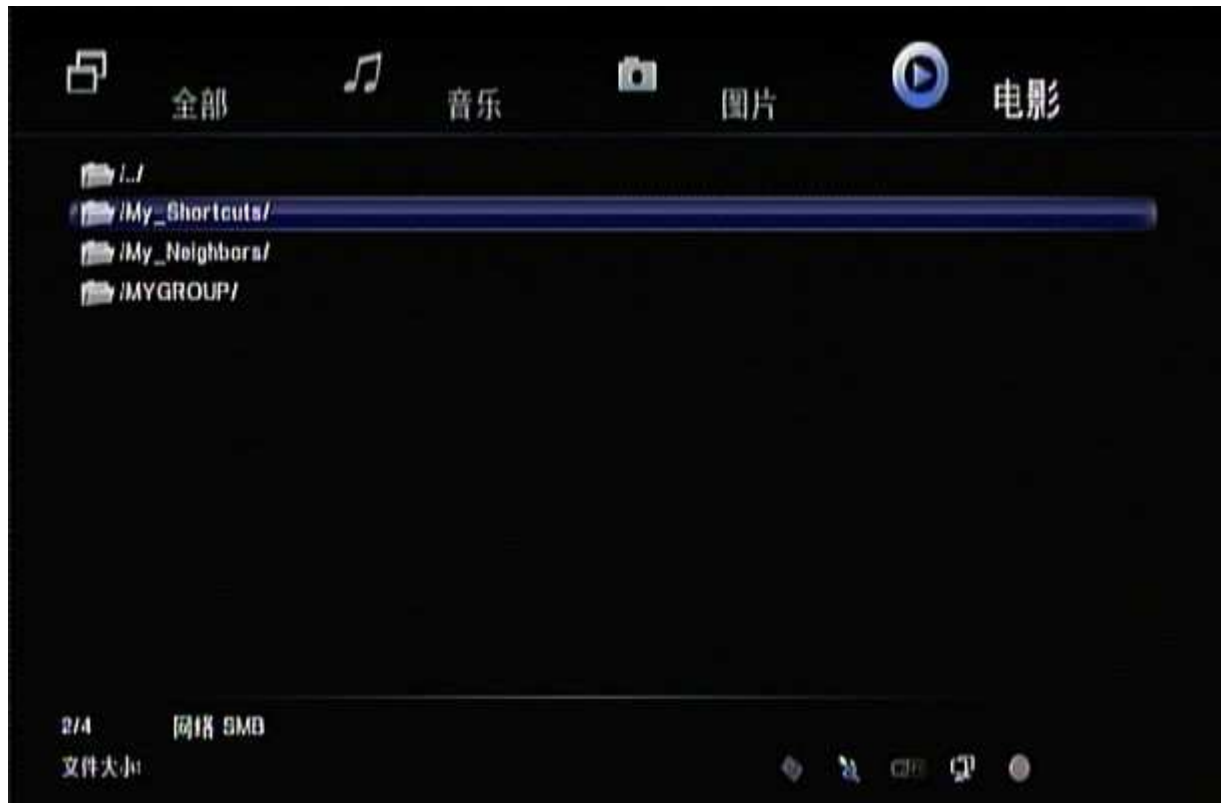 全部 音乐 图片 电影
/../
/My_Shortcuts/
/My_Neighbors/
/MYGROUP/
2/4 网络 SMB
文件大小: